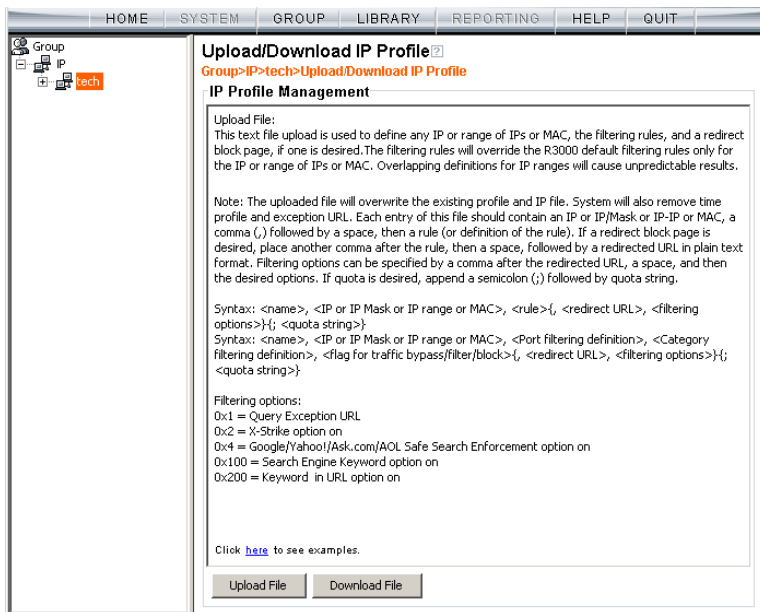 HOME SYSTEM GROUP LIBRARY REPORTING HELP QUIT
Group
IP
tech
Upload/Download IP Profile?
Group>IP>tech>Upload/Download IP Profile
IP Profile Management
Upload File:
This text file upload is used to define any IP or range of IPs or MAC, the filtering rules, and a redirect
block page, if one is desired.The filtering rules will override the R3000 default filtering rules only for
the IP or range of IPs or MAC. Overlapping definitions for IP ranges will cause unpredictable results.
Note: The uploaded file will overwrite the existing profile and IP file. System will also remove time
profile and exception URL. Each entry of this file should contain an IP or IP/Mask or IP-IP or MAC, a
comma (,) followed by a space, then a rule (or definition of the rule). If a redirect block page is
desired, place another comma after the rule, then a space, followed by a redirected URL in plain text
format. Filtering options can be specified by a comma after the redirected URL, a space, and then
the desired options. If quota is desired, append a semicolon (;) followed by quota string.
Syntax: <name>, <IP or IP Mask or IP range or MAC>, <rule>{, <redirect URL>, <filtering
options>}{; <quota string>}
Syntax: <name>, <IP or IP Mask or IP range or MAC>, <Port filtering definition>, <Category
filtering definition>, <flag for traffic bypass/filter/block>{, <redirect URL>, <filtering options>}{;
<quota string>}
Filtering options:
0x1 = Query Exception URL
0x2 = X-Strike option on
0x4 = Google/Yahoo!/Ask.com/AOL Safe Search Enforcement option on
0x100 = Search Engine Keyword option on
0x200 = Keyword in URL option on
Click here to see examples.
Upload File Download File